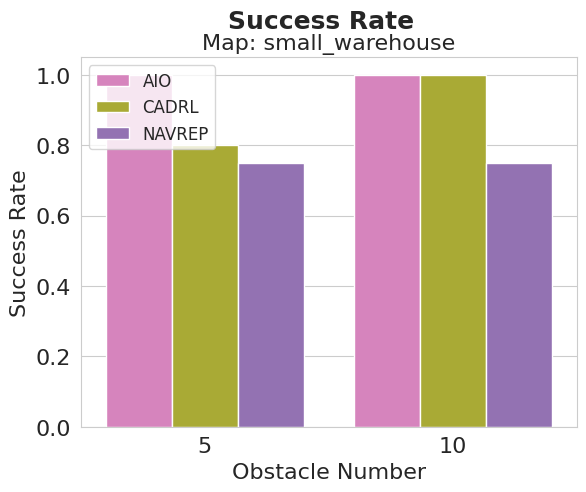 Success Rate
Map: small_warehouse
AIO
CADRL
NAVREP
Success Rate
1.0
0.8
0.6
0.4
0.2
0.0
5 10
Obstacle Number